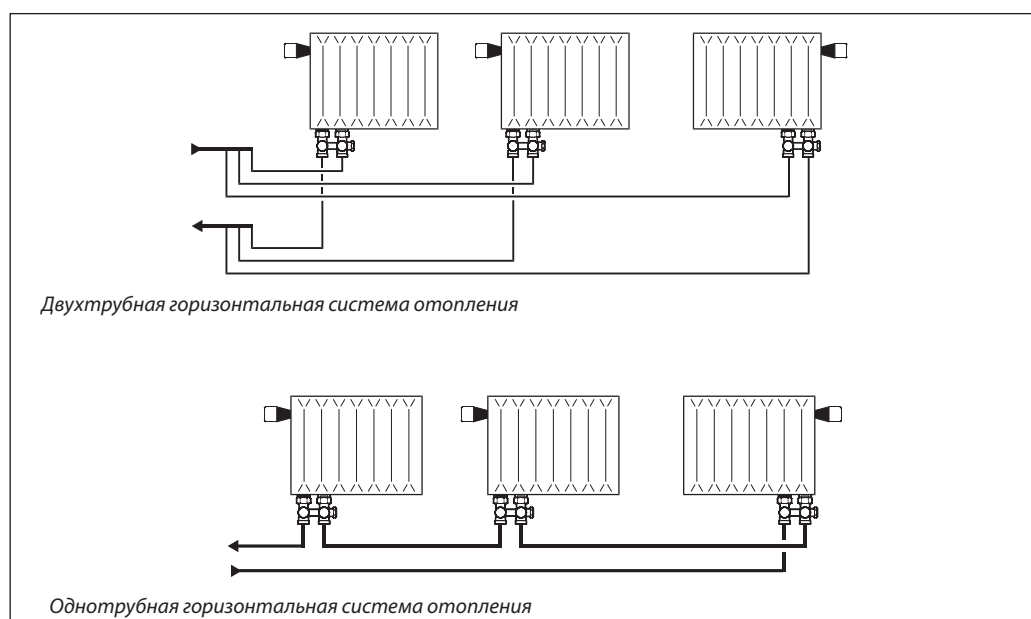 Двухтрубная горизонтальная система отопления
Однотрубная горизонтальная система отопления